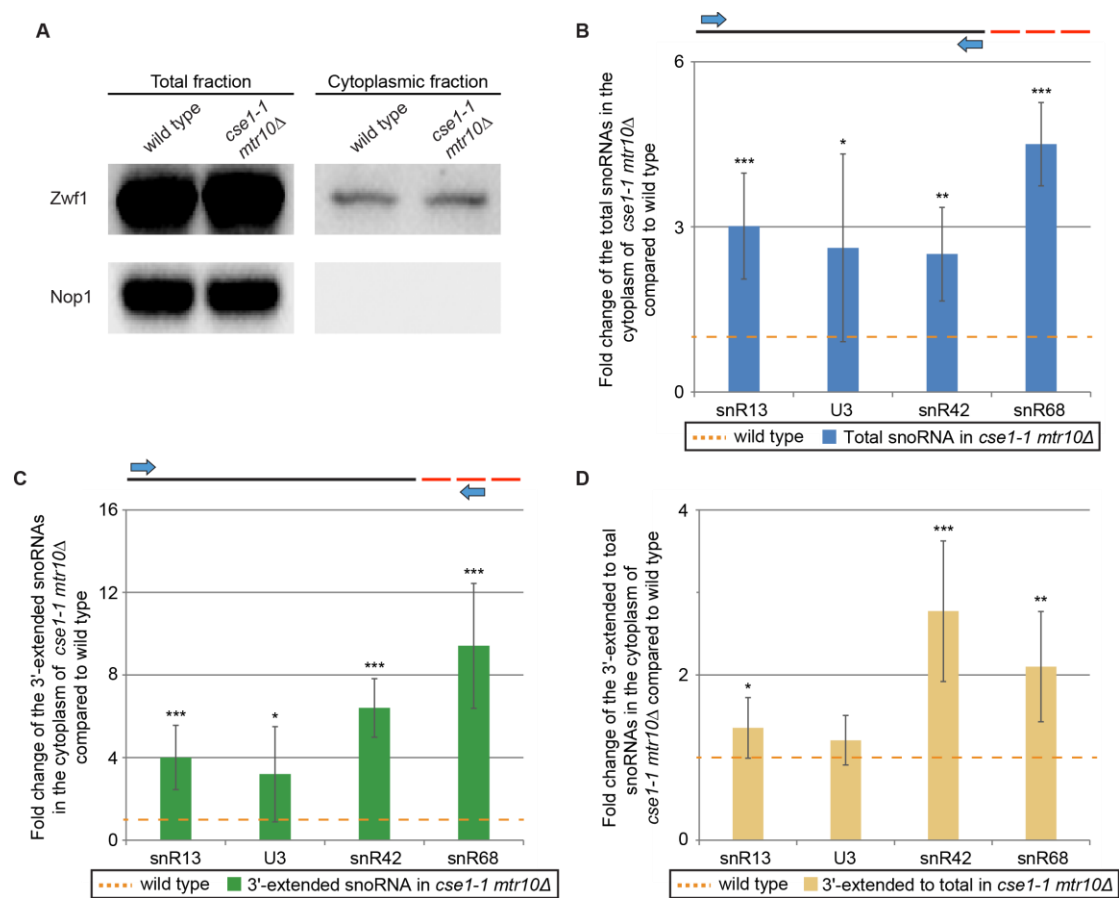 A
Total fraction
Cytoplasmic fraction
wild type
cse1-1
mtr10Δ
wild type
cse1-1
mtr10Δ
Zwf1
Nop1
B
Fold change of the total snoRNAs in the
cytoplasm of cse1-1 mtr10Δ
compared to wild type
6
3
0
***
*
**
***
snR13
U3
snR42
snR68
wild type
Total snoRNA in cse1-1 mtr10Δ
C
Fold change of the 3'-extended snoRNAs
in the cytoplasm of cse1-1 mtr10Δ
compared to wild type
16
12
8
4
0
***
*
***
***
snR13
U3
snR42
snR68
wild type
3'-extended snoRNA in cse1-1 mtr10Δ
D
Fold change of the 3'-extended to toal
snoRNAs in the cytoplasm of
cse1-1 mtr10Δ compared to wild type
4
2
0
*
***
**
snR13
U3
snR42
snR68
wild type
3'-extended to total in cse1-1 mtr10Δ